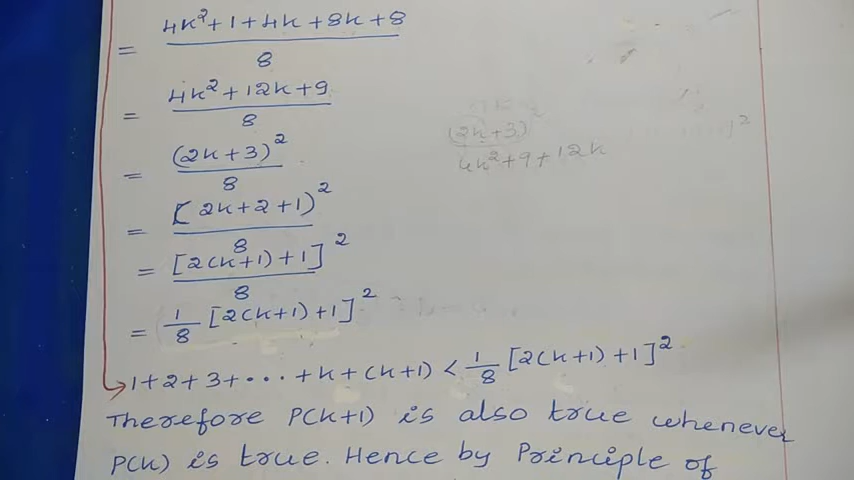 = 4k²+1+4k+8k+8 / 8
= 4k²+12k+9 / 8
= (2k+3)² / 8
(2k+3)²
4k²+9+12k
= (2k+2+1)² / 8
= [2(k+1)+1]² / 8
= 1/8 [2(k+1)+1]²
1+2+3+...+k+(k+1) < 1/8 [2(k+1)+1]²
Therefore P(k+1) is also true whenever
P(k) is true. Hence by Principle of